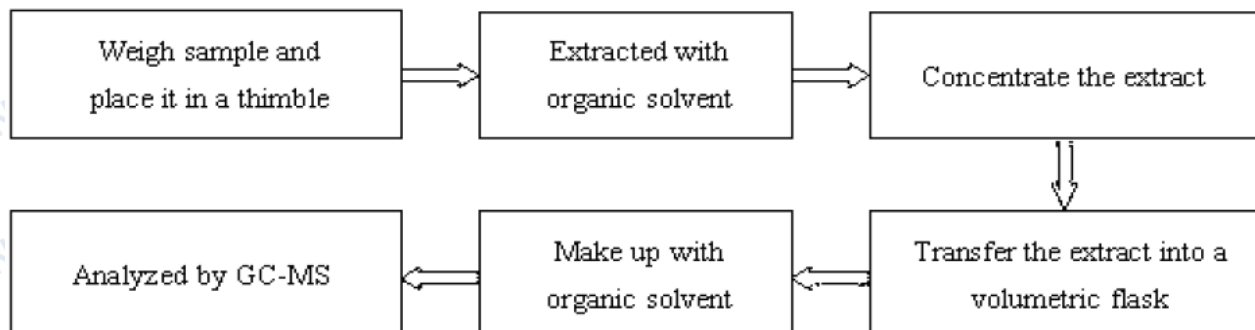 Weigh sample and
place it in a thimble
Extracted with
organic solvent
Concentrate the extract
Transfer the extract into a
volumetric flask
Make up with
organic solvent
Analyzed by GC-MS